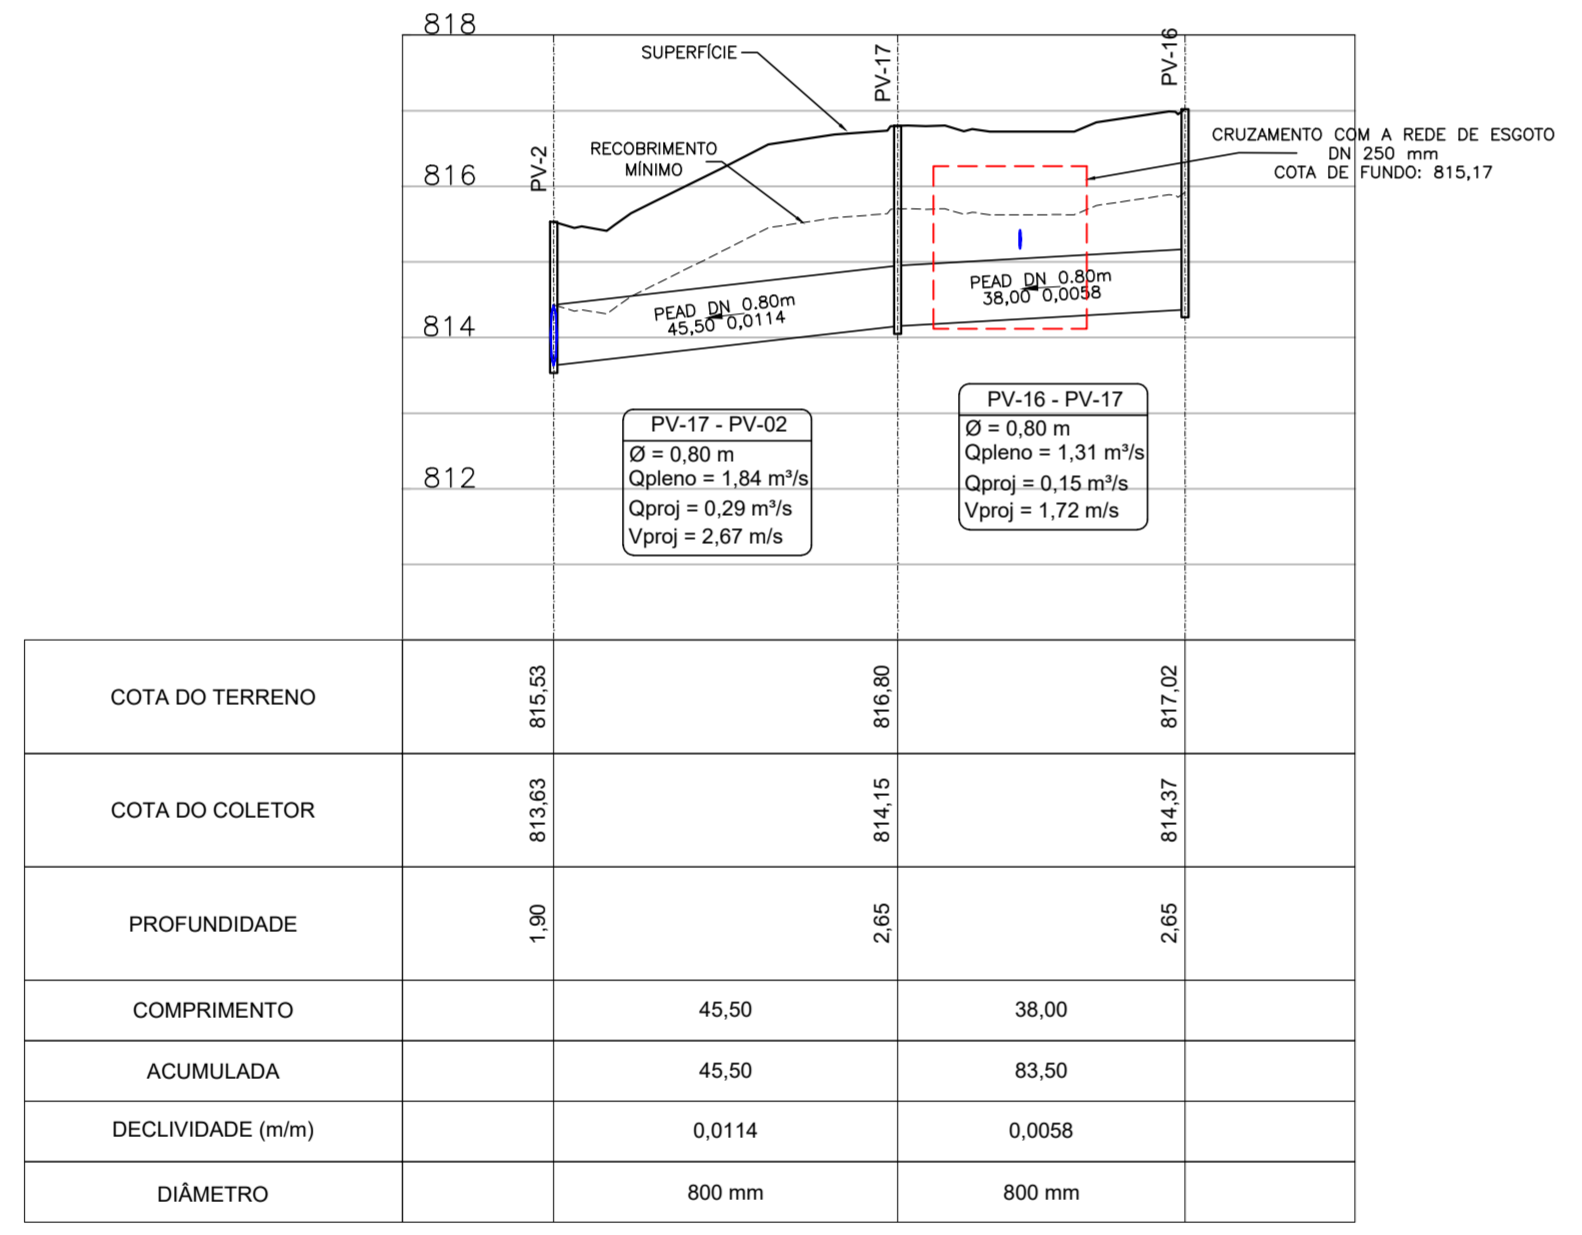 818
816
814
812
SUPERFÍCIE
RECOBRIMENTO
MÍNIMO
PV-2
PV-17
PV-16
CRUZAMENTO COM A REDE DE ESGOTO
DN 250 mm
COTA DE FUNDO: 815,17
PEAD DN 0.80m
45,50 0,0114
PEAD DN 0.80m
38,00 0,0058
PV-17 - PV-02
Ø = 0,80 m
Qpleno = 1,84 m³/s
Qproj = 0,29 m³/s
Vproj = 2,67 m/s
PV-16 - PV-17
Ø = 0,80 m
Qpleno = 1,31 m³/s
Qproj = 0,15 m³/s
Vproj = 1,72 m/s
COTA DO TERRENO 815,53 816,80 817,02
COTA DO COLETOR 813,63 814,15 814,37
PROFUNDIDADE 1,90 2,65 2,65
COMPRIMENTO 45,50 38,00
ACUMULADA 45,50 83,50
DECLIVIDADE (m/m) 0,0114 0,0058
DIÂMETRO 800 mm 800 mm